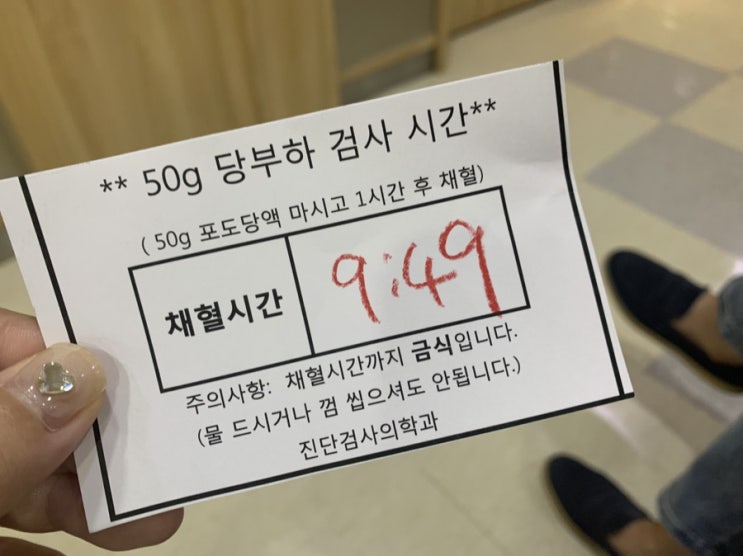 ** 50g 당부하 검사 시간**
( 50g 포도당액 마시고 1시간 후 채혈)
채혈시간 9:49
주의사항: 채혈시간까지 금식입니다.
(물 드시거나 껌 씹으셔도 안됩니다.)
진단검사의학과